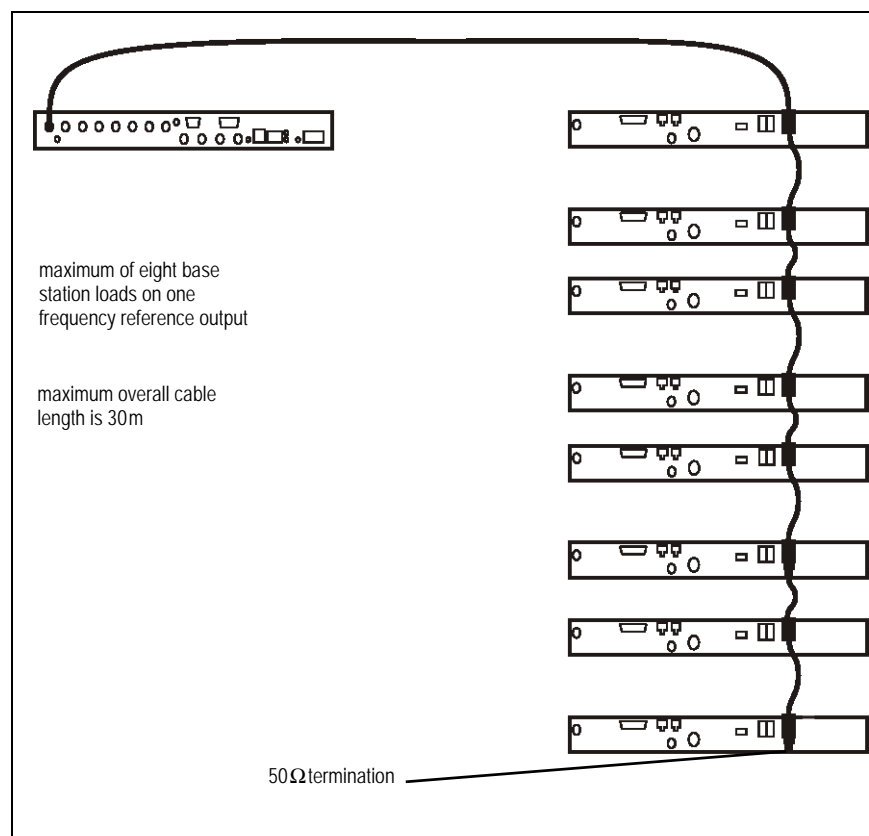 maximum of eight base
station loads on one
frequency reference output
maximum overall cable
length is 30m
50Ω termination